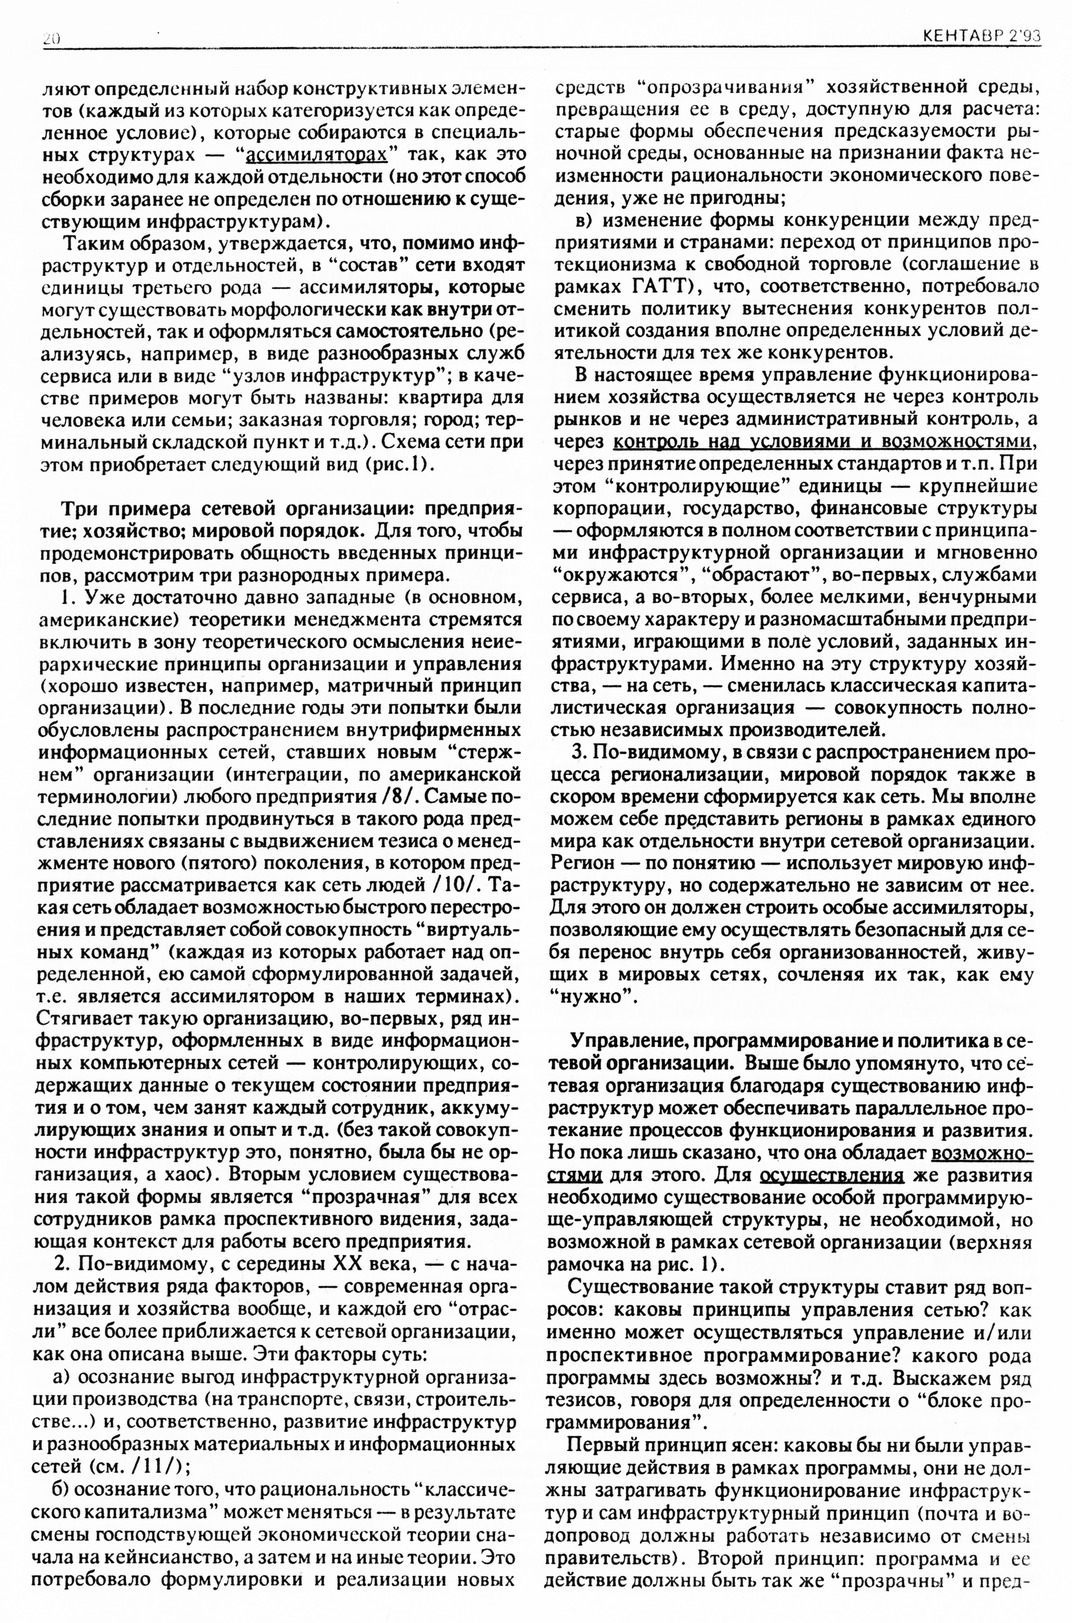 20
КЕНТАВР 2'93
ляют определенный набор конструктивных элемен-
тов (каждый из которых категоризуется как опреде-
ленное условие), которые собираются в специаль-
ных структурах — “ассимиляторах” так, как это
необходимо для каждой отдельности (но этот способ
сборки заранее не определен по отношению к суще-
ствующим инфраструктурам).
Таким образом, утверждается, что, помимо инф-
раструктур и отдельностей, в “состав” сети входят
единицы третьего рода — ассимиляторы, которые
могут существовать морфологически как внутри от-
дельностей, так и оформляться самостоятельно (ре-
ализуясь, например, в виде разнообразных служб
сервиса или в виде “узлов инфраструктур”; в каче-
стве примеров могут быть названы: квартира для
человека или семьи; заказная торговля; город; тер-
минальный складской пункт и т.д.). Схема сети при
этом приобретает следующий вид (рис.1).
Три примера сетевой организации: предприя-
тие; хозяйство; мировой порядок. Для того, чтобы
продемонстрировать общность введенных принци-
пов, рассмотрим три разнородных примера.
1. Уже достаточно давно западные (в основном,
американские) теоретики менеджмента стремятся
включить в зону теоретического осмысления неие-
рархические принципы организации и управления
(хорошо известен, например, матричный принцип
организации). В последние годы эти попытки были
обусловлены распространением внутрифирменных
информационных сетей, ставших новым “стерж-
нем” организации (интеграции, по американской
терминологии) любого предприятия /8/. Самые по-
следние попытки продвинуться в такого рода пред-
ставлениях связаны с выдвижением тезиса о менед-
жменте нового (пятого) поколения, в котором пред-
приятие рассматривается как сеть людей /10/. Та-
кая сеть обладает возможностью быстрого перестро-
ения и представляет собой совокупность “виртуаль-
ных команд” (каждая из которых работает над оп-
ределенной, ею самой сформулированной задачей,
т.е. является ассимилятором в наших терминах).
Стягивает такую организацию, во-первых, ряд ин-
фраструктур, оформленных в виде информацион-
ных компьютерных сетей — контролирующих, со-
держащих данные о текущем состоянии предприя-
тия и о том, чем занят каждый сотрудник, аккуму-
лирующих знания и опыт и т.д. (без такой совокуп-
ности инфраструктур это, понятно, была бы не ор-
ганизация, а хаос). Вторым условием существова-
ния такой формы является “прозрачная” для всех
сотрудников рамка проспективного видения, зада-
ющая контекст для работы всего предприятия.
2. По-видимому, с середины XX века, — с нача-
лом действия ряда факторов, — современная орга-
низация и хозяйства вообще, и каждой его “отрас-
ли” все более приближается к сетевой организации,
как она описана выше. Эти факторы суть:
а) осознание выгод инфраструктурной организа-
ции производства (на транспорте, связи, строитель-
стве...) и, соответственно, развитие инфраструктур
и разнообразных материальных и информационных
сетей (см. /11/);
б) осознание того, что рациональность “классиче-
ского капитализма” может меняться — в результате
смены господствующей экономической теории сна-
чала на кейнсианство, а затем и на иные теории. Это
потребовало формулировки и реализации новых
средств “опрозрачивания” хозяйственной среды,
превращения ее в среду, доступную для расчета:
старые формы обеспечения предсказуемости ры-
ночной среды, основанные на признании факта не-
изменности рациональности экономического пове-
дения, уже не пригодны;
в) изменение формы конкуренции между пред-
приятиями и странами: переход от принципов про-
текционизма к свободной торговле (соглашение в
рамках ГАТТ), что, соответственно, потребовало
сменить политику вытеснения конкурентов пол-
итикой создания вполне определенных условий де-
ятельности для тех же конкурентов.
В настоящее время управление функционирова-
нием хозяйства осуществляется не через контроль
рынков и не через административный контроль, а
через контроль над условиями и возможностями,
через принятие определенных стандартов и т.п. При
этом “контролирующие” единицы — крупнейшие
корпорации, государство, финансовые структуры
— оформляются в полном соответствии с принципа-
ми инфраструктурной организации и мгновенно
“окружаются”, “обрастают”, во-первых, службами
сервиса, а во-вторых, более мелкими, венчурными
по своему характеру и разномасштабными предпри-
ятиями, играющими в поле условий, заданных ин-
фраструктурами. Именно на эту структуру хозяй-
ства, — на сеть, — сменилась классическая капита-
листическая организация — совокупность полно-
стью независимых производителей.
3. По-видимому, в связи с распространением про-
цесса регионализации, мировой порядок также в
скором времени сформируется как сеть. Мы вполне
можем себе представить регионы в рамках единого
мира как отдельности внутри сетевой организации.
Регион — по понятию — использует мировую инф-
раструктуру, но содержательно не зависим от нее.
Для этого он должен строить особые ассимиляторы,
позволяющие ему осуществлять безопасный для се-
бя перенос внутрь себя организованностей, живу-
щих в мировых сетях, сочленяя их так, как ему
“нужно”.
Управление, программирование и политика в се-
тевой организации. Выше было упомянуто, что се-
тевая организация благодаря существованию инф-
раструктур может обеспечивать параллельное про-
текание процессов функционирования и развития.
Но пока лишь сказано, что она обладает возможно-
стями для этого. Для осуществления же развития
необходимо существование особой программирую-
ще-управляющей структуры, не необходимой, но
возможной в рамках сетевой организации (верхняя
рамочка на рис. 1).
Существование такой структуры ставит ряд воп-
росов: каковы принципы управления сетью? как
именно может осуществляться управление и/или
проспективное программирование? какого рода
программы здесь возможны? и т.д. Выскажем ряд
тезисов, говоря для определенности о “блоке про-
граммирования”.
Первый принцип ясен: каковы бы ни были управ-
ляющие действия в рамках программы, они не дол-
жны затрагивать функционирование инфраструк-
тур и сам инфраструктурный принцип (почта и во-
допровод должны работать независимо от смены
правительств). Второй принцип: программа и ее
действие должны быть так же “прозрачны” и пред-